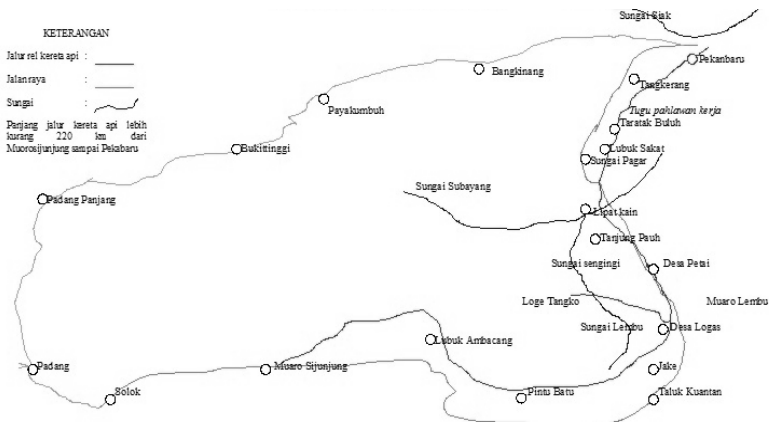 KETERANGAN
Jalur rel kereta api :
Jalan raya :
Sungai :
Panjang jalur kereta api lebih
kurang 220 km dari
Muorosijunjung sampai Pekabaru
Sungai Siak
Pekanbaru
Bangkinang
Tangkerang
Payakumbuh
Tugu pahlawan kerja
Taratak Buluh
Bukittinggi
Lubuk Sakat
Sungai Pagar
Sungai Subayang
Padang Panjang
Lipat kain
Tanjung Pauh
Sungai sengingi
Desa Petai
Loge Tangko
Muaro Lembu
Sungai Lembu
Desa Logas
Lubuk Ambacang
Padang
Muaro Sijunjung
Jake
Solok
Pintu Batu
Taluk Kuantan